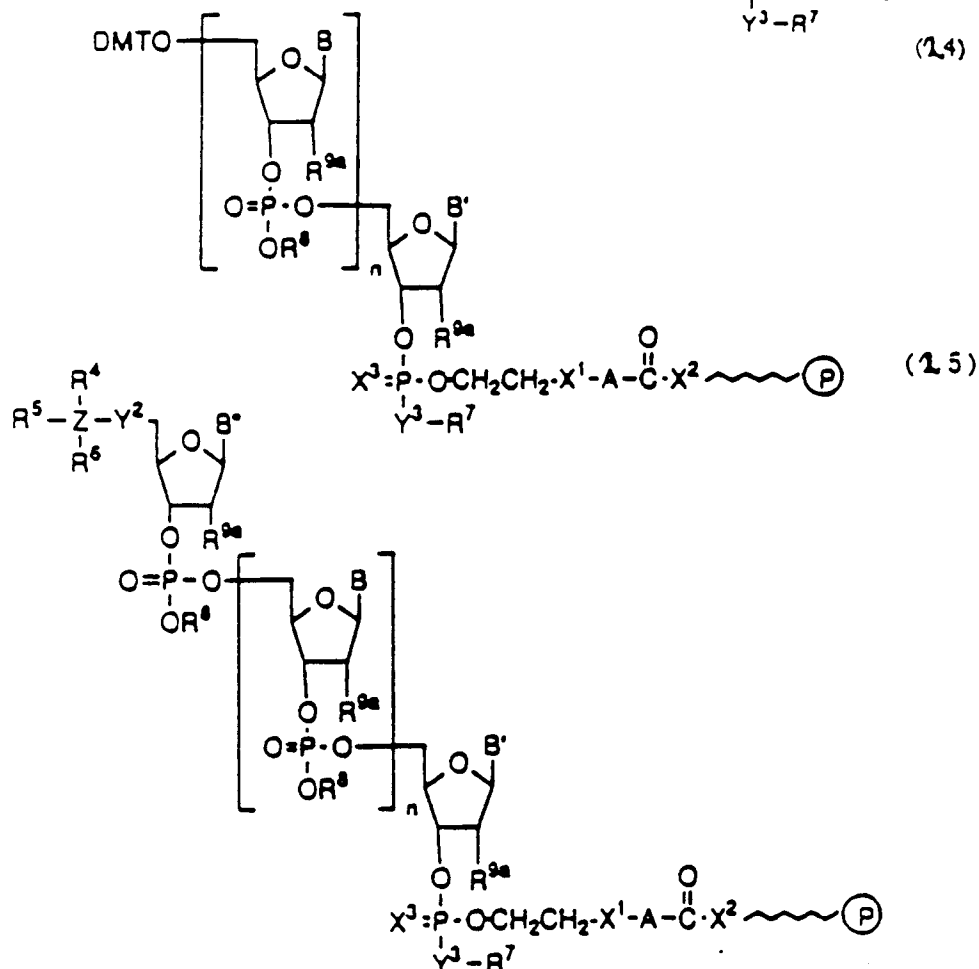 Y³–R⁷
(24)
DMTO
O B
O R⁹ᵃ
O=P-O
OR⁸
n
O B'
O R⁹ᵃ
O
X³=P-OCH₂CH₂-X¹-A-C-X² P
Y³-R⁷
(25)
R⁴
R⁵-Z-Y²
R⁶
O B"
O R⁹ᵃ
O=P-O
OR⁸
O B
O R⁹ᵃ
O=P-O
OR⁸
n
O B'
O R⁹ᵃ
O
X³=P-OCH₂CH₂-X¹-A-C-X² P
Y³-R⁷